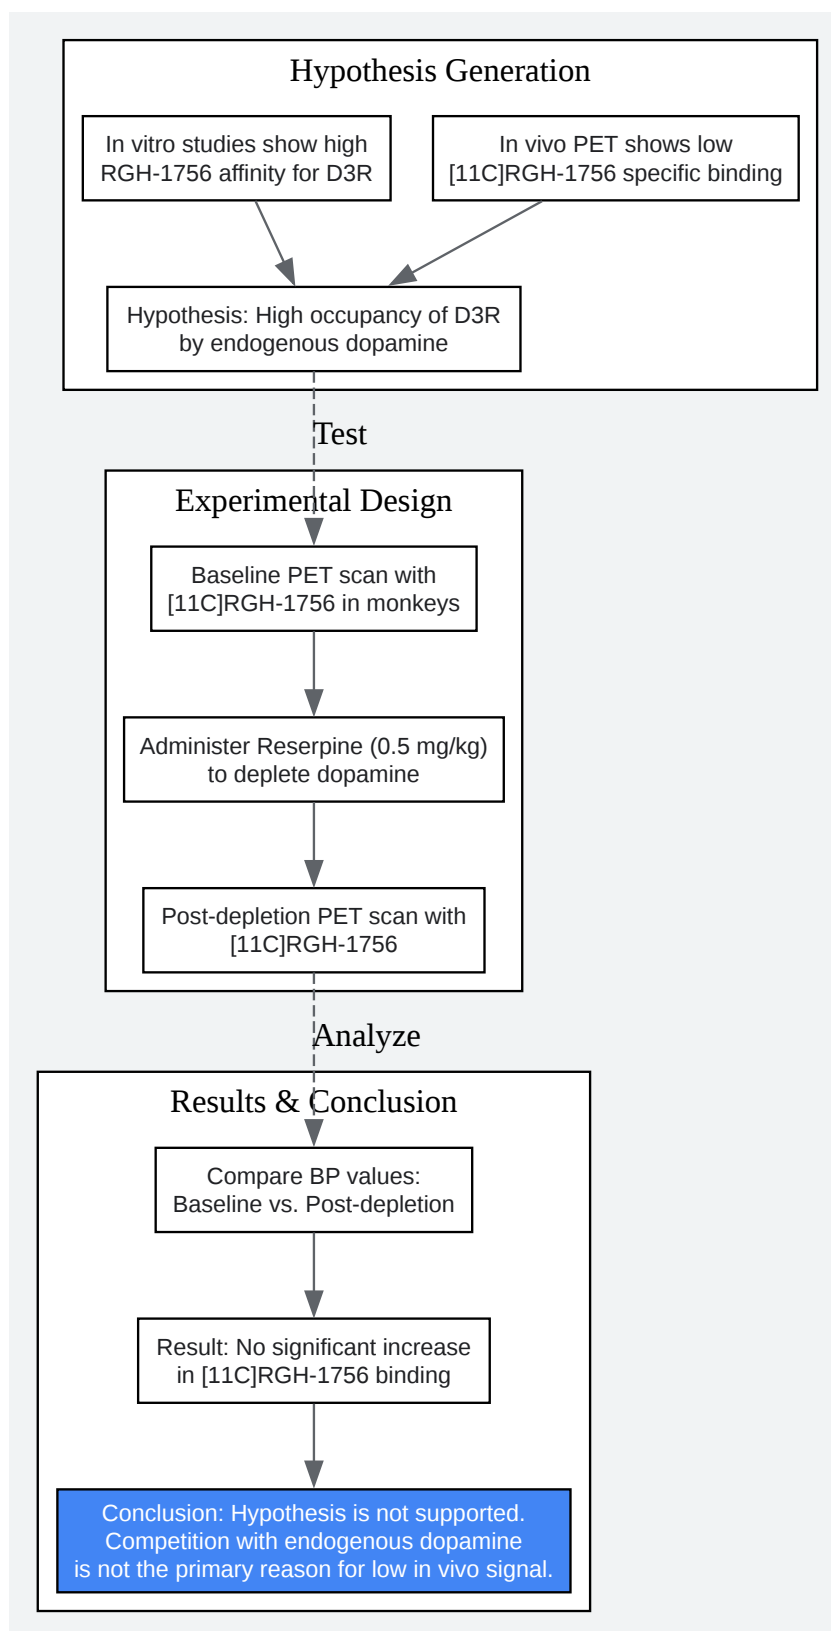 Hypothesis Generation
In vitro studies show high
RGH-1756 affinity for D3R
In vivo PET shows low
[11C]RGH-1756 specific binding
Hypothesis: High occupancy of D3R
by endogenous dopamine
Test
Experimental Design
Baseline PET scan with
[11C]RGH-1756 in monkeys
Administer Reserpine (0.5 mg/kg)
to deplete dopamine
Post-depletion PET scan with
[11C]RGH-1756
Analyze
Results & Conclusion
Compare BP values:
Baseline vs. Post-depletion
Result: No significant increase
in [11C]RGH-1756 binding
Conclusion: Hypothesis is not supported.
Competition with endogenous dopamine
is not the primary reason for low in vivo signal.